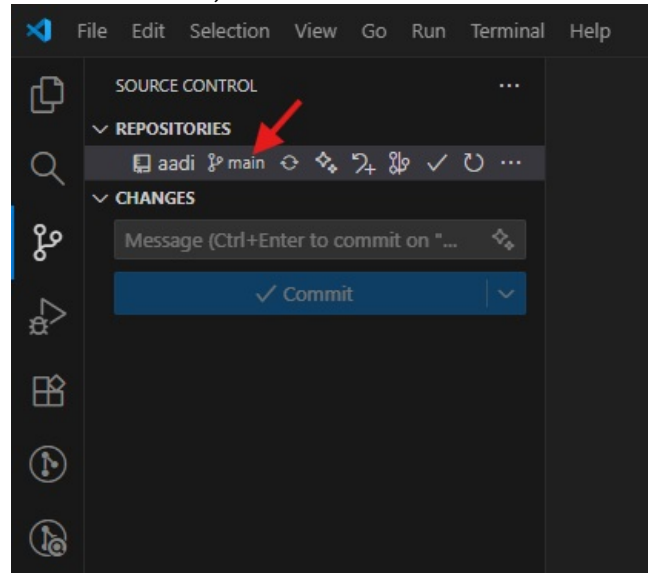 File Edit Selection View Go Run Terminal Help
SOURCE CONTROL
REPOSITORIES
aadi main
CHANGES
Message (Ctrl+Enter to commit on "...
Commit